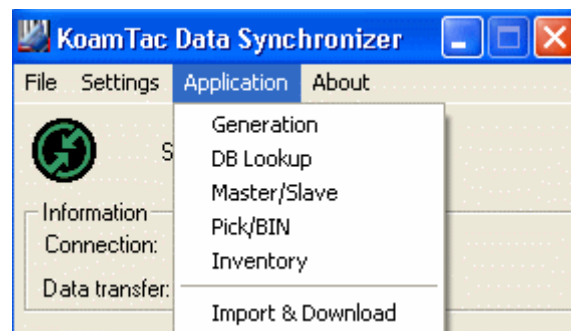 KoamTac Data Synchronizer
File Settings Application About
Generation
S
DB Lookup
Master/Slave
Information
Pick/BIN
Connection:
Inventory
Data transfer:
Import & Download